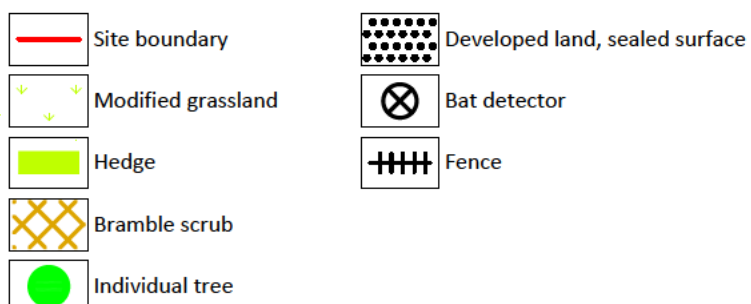 Site boundary
Modified grassland
Hedge
Bramble scrub
Individual tree
Developed land, sealed surface
Bat detector
Fence